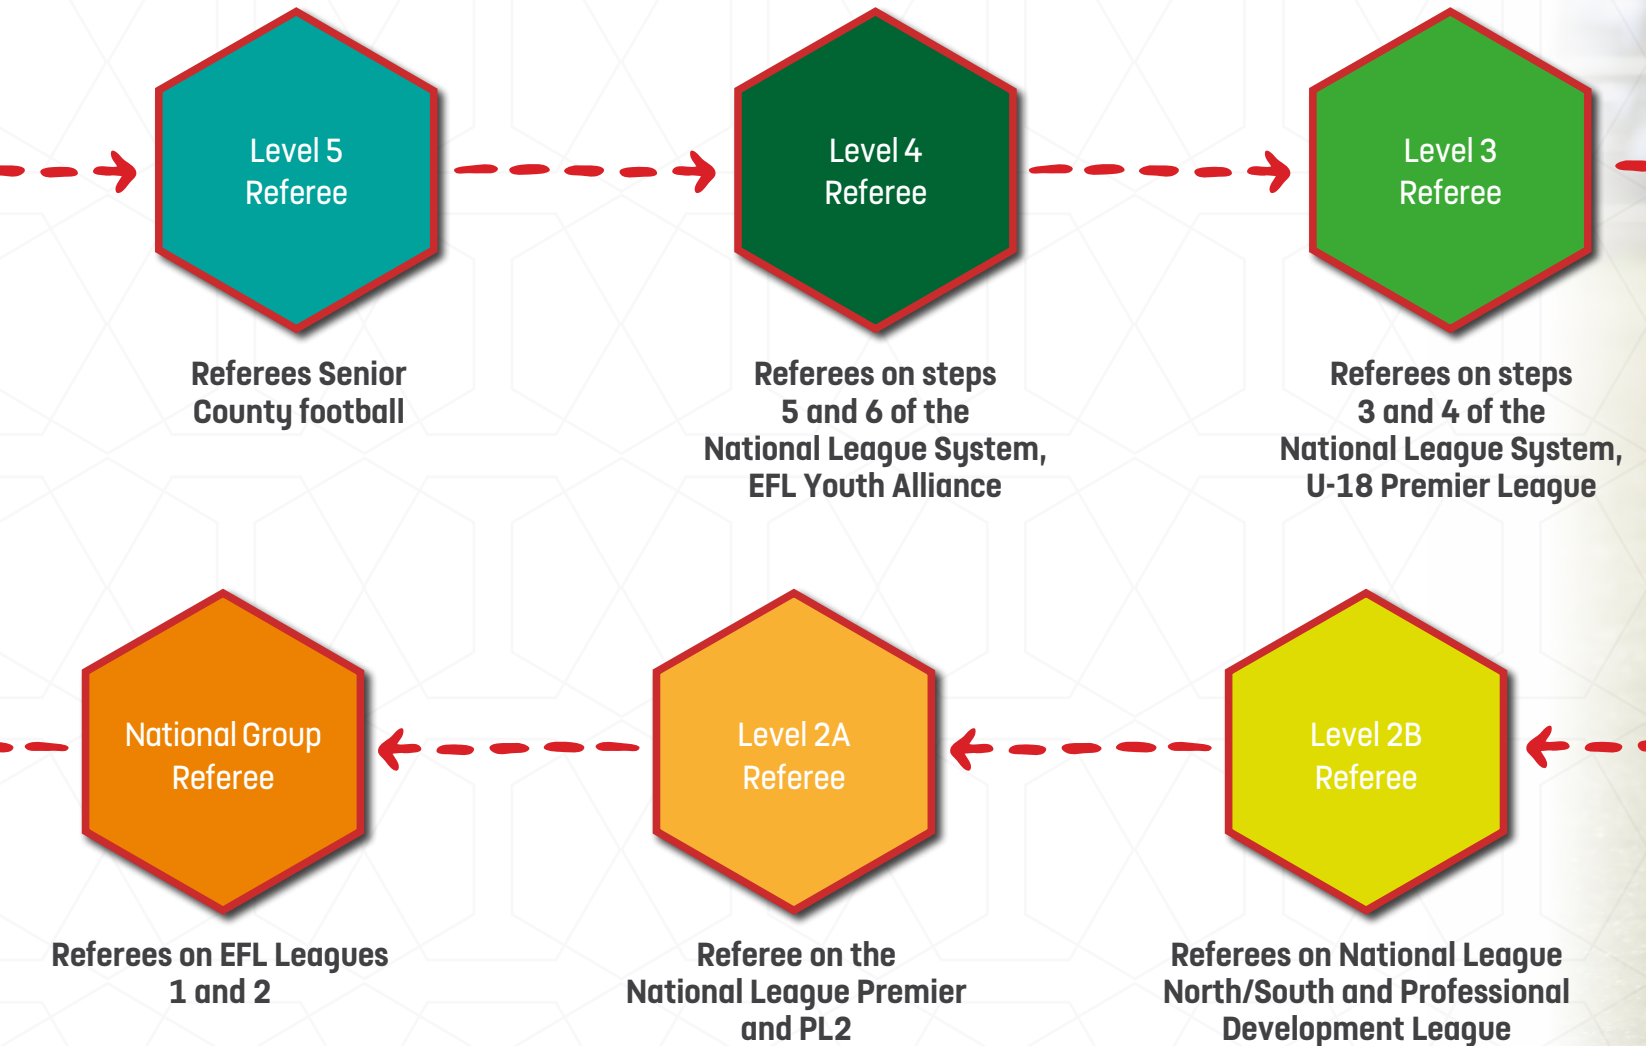 Level 5
Referee
Referees Senior
County football
Level 4
Referee
Referees on steps
5 and 6 of the
National League System,
EFL Youth Alliance
Level 3
Referee
Referees on steps
3 and 4 of the
National League System,
U-18 Premier League
National Group
Referee
Referees on EFL Leagues
1 and 2
Level 2A
Referee
Referee on the
National League Premier
and PL2
Level 2B
Referee
Referees on National League
North/South and Professional
Development League